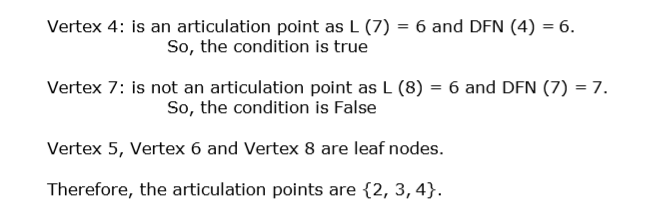 Vertex 4: is an articulation point as L (7) = 6 and DFN (4) = 6.
So, the condition is true
Vertex 7: is not an articulation point as L (8) = 6 and DFN (7) = 7.
So, the condition is False
Vertex 5, Vertex 6 and Vertex 8 are leaf nodes.
Therefore, the articulation points are {2, 3, 4}.